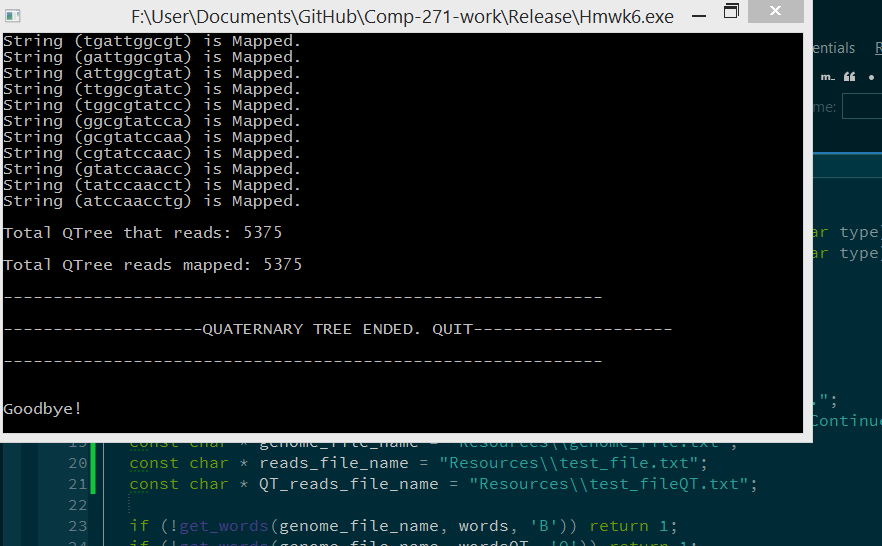 F:\User\Documents\GitHub\Comp-271-work\Release\Hmwk6.exe
String (tgattggcgt) is Mapped.
String (gattggcgta) is Mapped.
String (attggcgtat) is Mapped.
String (ttggcgtatc) is Mapped.
String (tggcgtatcc) is Mapped.
String (ggcgtatcca) is Mapped.
String (gcgtatccaa) is Mapped.
String (cgtatccaac) is Mapped.
String (gtatccaacc) is Mapped.
String (tatccaacct) is Mapped.
String (atccaacctg) is Mapped.
Total QTree that reads: 5375
Total QTree reads mapped: 5375
------------------------------------------------------------
--------------------QUATERNARY TREE ENDED. QUIT--------------------
------------------------------------------------------------
Goodbye!
entials R
m..
me:
ar type)
ar type)
.";
Continue
19 const char * genome_file_name = "Resources\\genome_file.txt";
20 const char * reads_file_name = "Resources\\test_file.txt";
21 const char * QT_reads_file_name = "Resources\\test_fileQT.txt";
22
23 if (!get_words(genome_file_name, words, 'B')) return 1;
24 if (!get_words(genome_file_name, wordsQT, 'Q')) return 1;